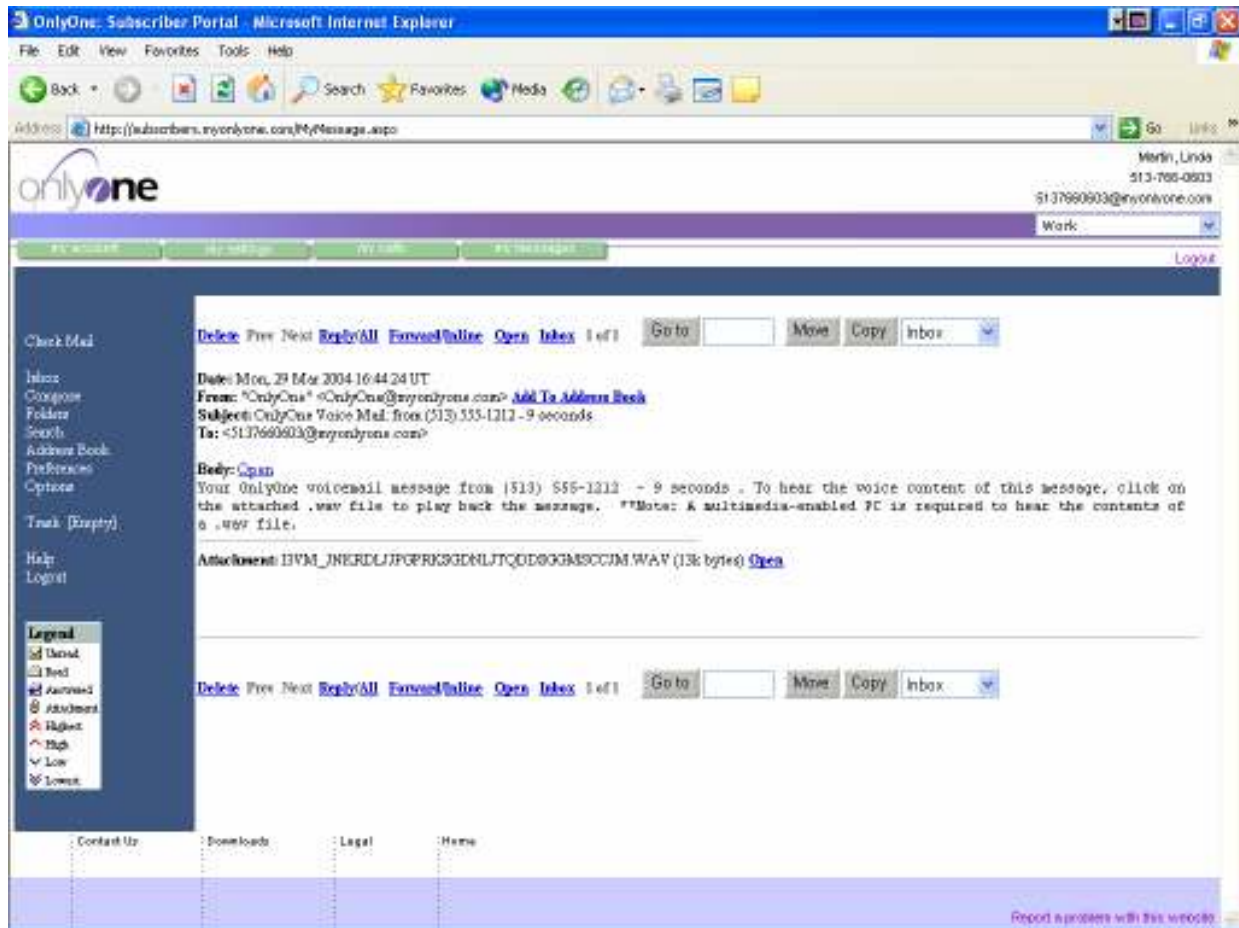 OnlyOne: Subscriber Portal - Microsoft Internet Explorer
File Edit View Favorites Tools Help
Back Search Favorites Media
Address http://subscribers.myonlyone.com/MyMessage.aspx Go Links
onlyone
Martin, Linda
513-766-0603
5137660603@myonlyone.com
Work
My Account My Settings My Calls My Messages
Logout
Check Mail
Inbox
Compose
Folders
Search
Address Book
Preferences
Options
Trash [Empty]
Help
Logout
Legend
Unread
Read
Answered
Attachment
Highest
High
Low
Lowest
Delete Prev Next Reply/All Forward/Inline Open Inbox 1 of 1 Go to Move Copy Inbox
Date: Mon, 29 Mar 2004 16:44:24 UT
From: "OnlyOne" <OnlyOne@myonlyone.com> Add To Address Book
Subject: OnlyOne Voice Mail: from (513) 555-1212 - 9 seconds
To: <5137660603@myonlyone.com>
Body: Open
Your OnlyOne voicemail message from (513) 555-1212 - 9 seconds . To hear the voice content of this message, click on
the attached .wav file to play back the message. **Note: A multimedia-enabled PC is required to hear the contents of
a .wav file.
Attachment: (13k bytes) Open
Delete Prev Next Reply/All Forward/Inline Open Inbox 1 of 1 Go to Move Copy Inbox
Contact Us Downloads Legal Home
Report a problem with this website